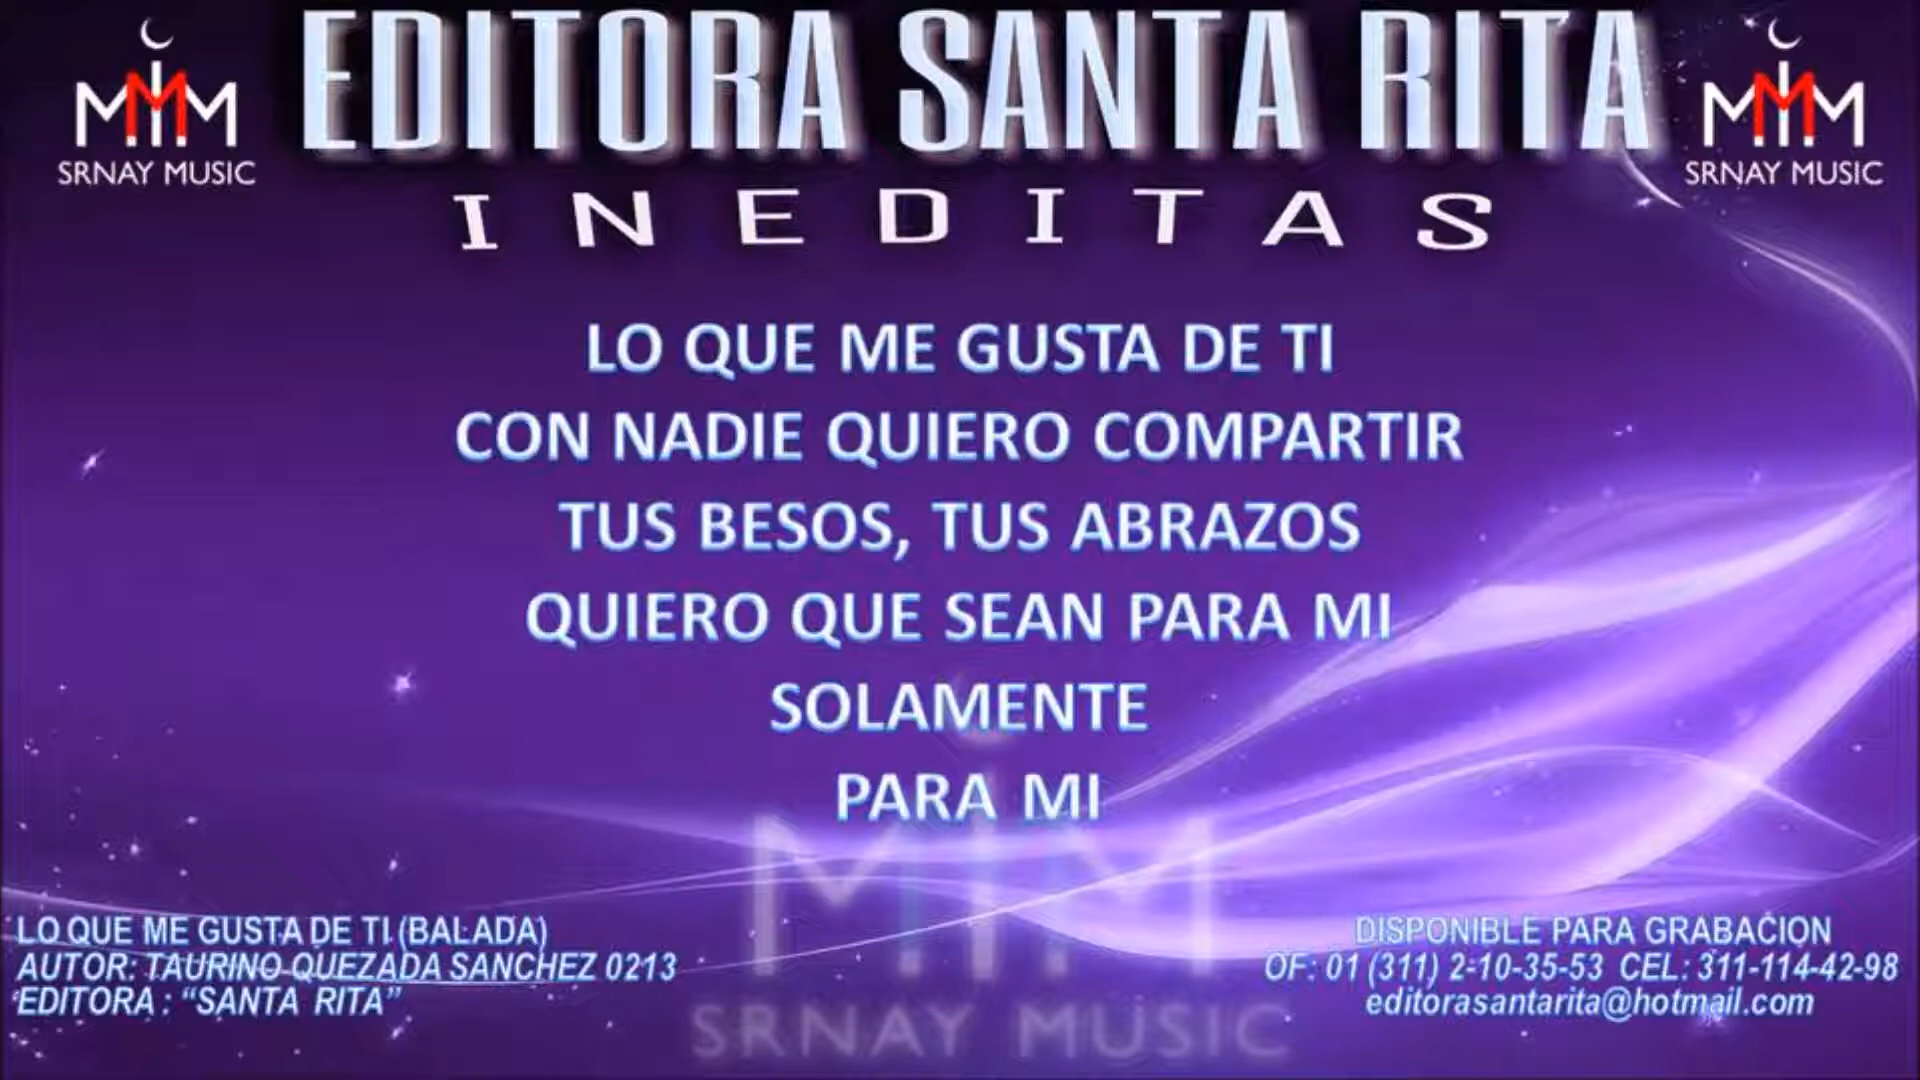 EDITORA SANTA RITA
INEDITAS
SRNAY MUSIC
SRNAY MUSIC
LO QUE ME GUSTA DE TI
CON NADIE QUIERO COMPARTIR
TUS BESOS, TUS ABRAZOS
QUIERO QUE SEAN PARA MI
SOLAMENTE
PARA MI
LO QUE ME GUSTA DE TI (BALADA)
AUTOR: TAURINO QUEZADA SANCHEZ 0213
EDITORA : “SANTA RITA”
DISPONIBLE PARA GRABACION
OF: 01 (311) 2-10-35-53 CEL: 311-114-42-98
editorasantarita@hotmail.com
SRNAY MUSIC